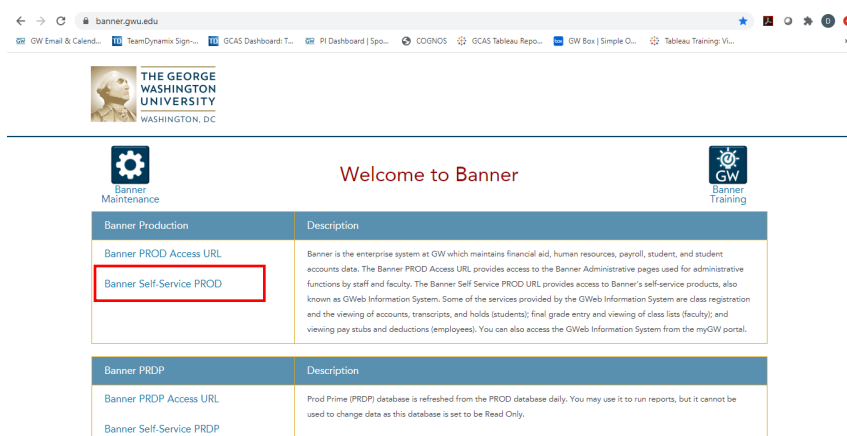 banner.gwu.edu
GW Email & Calend... TeamDynamix Sign-... GCAS Dashboard: T... PI Dashboard | Spo... COGNOS GCAS Tableau Repo... GW Box | Simple O... Tableau Training: Vi...
THE GEORGE
WASHINGTON
UNIVERSITY
WASHINGTON, DC
Banner
Maintenance
Welcome to Banner
GW
Banner
Training
Banner Production Description
Banner PROD Access URL
Banner Self-Service PROD
Banner is the enterprise system at GW which maintains financial aid, human resources, payroll, student, and student
accounts data. The Banner PROD Access URL provides access to the Banner Administrative pages used for administrative
functions by staff and faculty. The Banner Self Service PROD URL provides access to Banner's self-service products, also
known as GWeb Information System. Some of the services provided by the GWeb Information System are class registration
and the viewing of accounts, transcripts, and holds (students); final grade entry and viewing of class lists (faculty); and
viewing pay stubs and deductions (employees). You can also access the GWeb Information System from the myGW portal.
Banner PRDP Description
Banner PRDP Access URL
Banner Self-Service PRDP
Prod Prime (PRDP) database is refreshed from the PROD database daily. You may use it to run reports, but it cannot be
used to change data as this database is set to be Read Only.